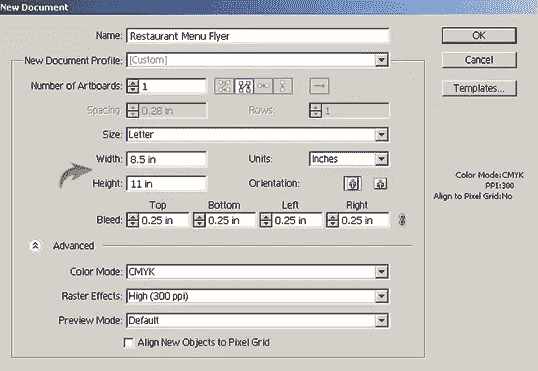 New Document
Name: Restaurant Menu Flyer
OK
New Document Profile: [Custom]
Cancel
Number of Artboards: 1
Templates...
Spacing: 0.28 in Rows: 1
Size: Letter
Width: 8.5 in Units: Inches
Color Mode:CMYK
PPI:300
Align to Pixel Grid:No
Height: 11 in Orientation:
Top Bottom Left Right
Bleed: 0.25 in 0.25 in 0.25 in 0.25 in
Advanced
Color Mode: CMYK
Raster Effects: High (300 ppi)
Preview Mode: Default
Align New Objects to Pixel Grid